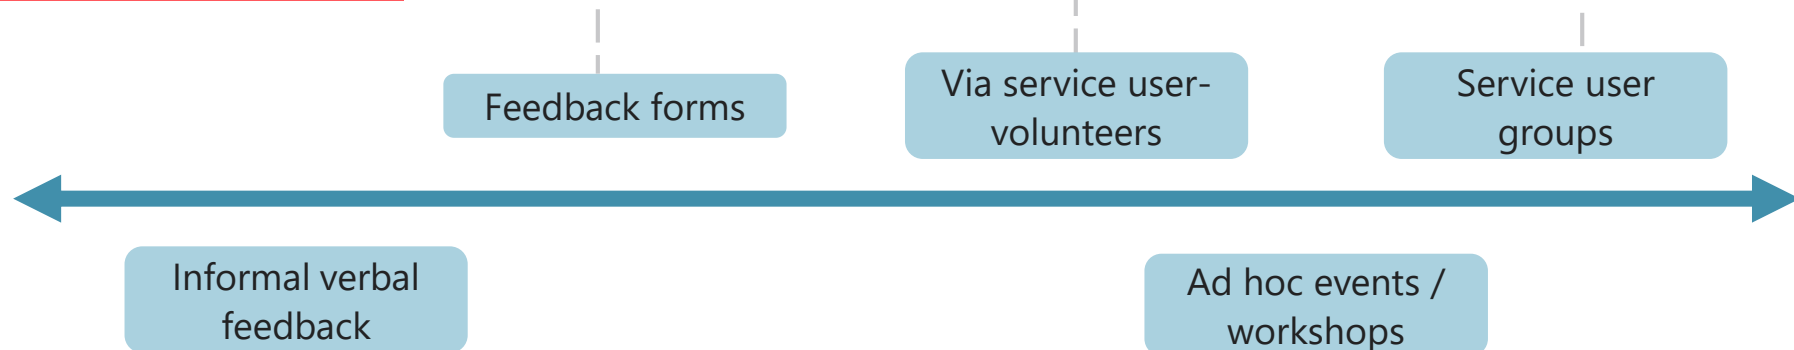 Feedback forms
Via service user-
volunteers
Service user
groups
Informal verbal
feedback
Ad hoc events /
workshops